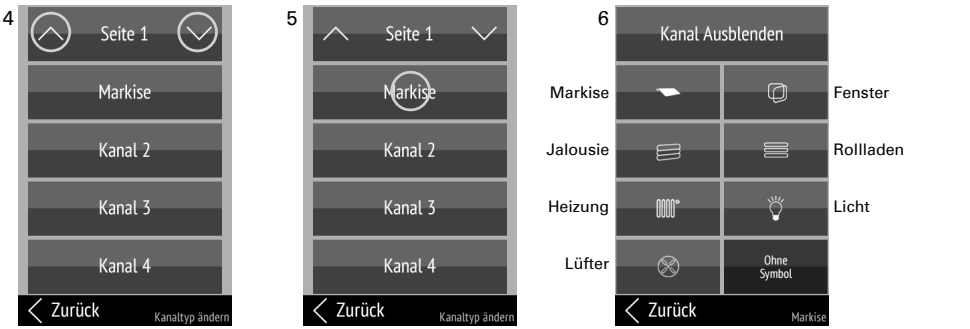 4
Seite 1
Markise
Kanal 2
Kanal 3
Kanal 4
Zurück
Kanaltyp ändern
5
Seite 1
Markise
Kanal 2
Kanal 3
Kanal 4
Zurück
Kanaltyp ändern
6
Kanal Ausblenden
Markise
Fenster
Jalousie
Rollladen
Heizung
Licht
Lüfter
Ohne
Symbol
Zurück
Markise